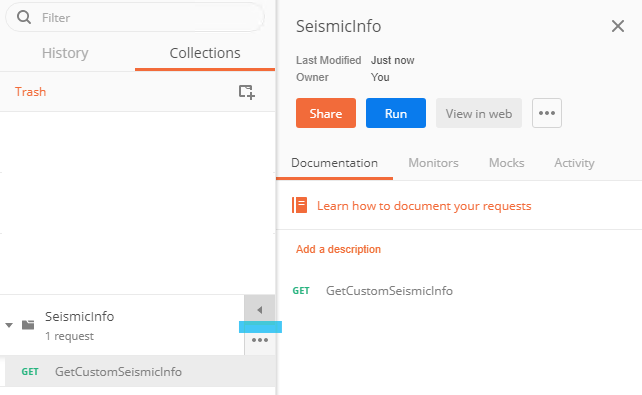 Filter
History
Collections
Trash
SeismicInfo
1 request
GET GetCustomSeismicInfo
SeismicInfo
Last Modified Just now
Owner You
Share Run View in web
Documentation Monitors Mocks Activity
Learn how to document your requests
Add a description
GET GetCustomSeismicInfo